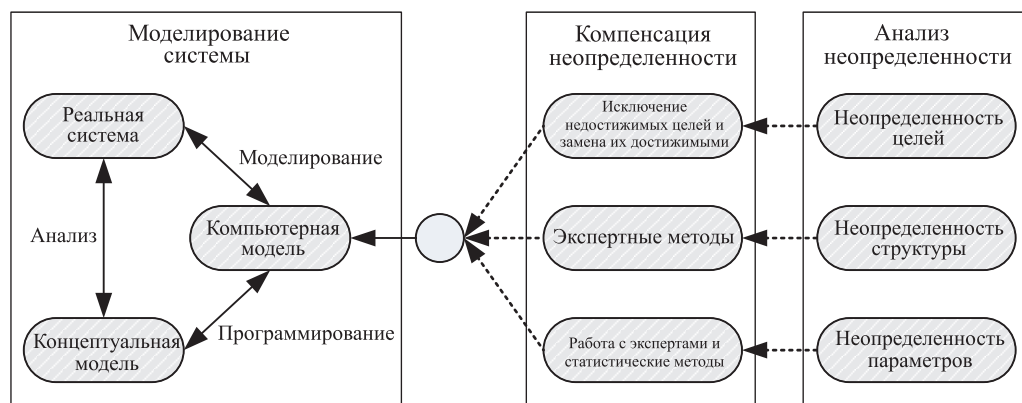 Моделирование
системы
Реальная
система
Моделирование
Анализ
Компьютерная
модель
Программирование
Концептуальная
модель
Компенсация
неопределенности
Исключение
недостижимых целей и
замена их достижимыми
Экспертные методы
Работа с экспертами и
статистические методы
Анализ
неопределенности
Неопределенность
целей
Неопределенность
структуры
Неопределенность
параметров